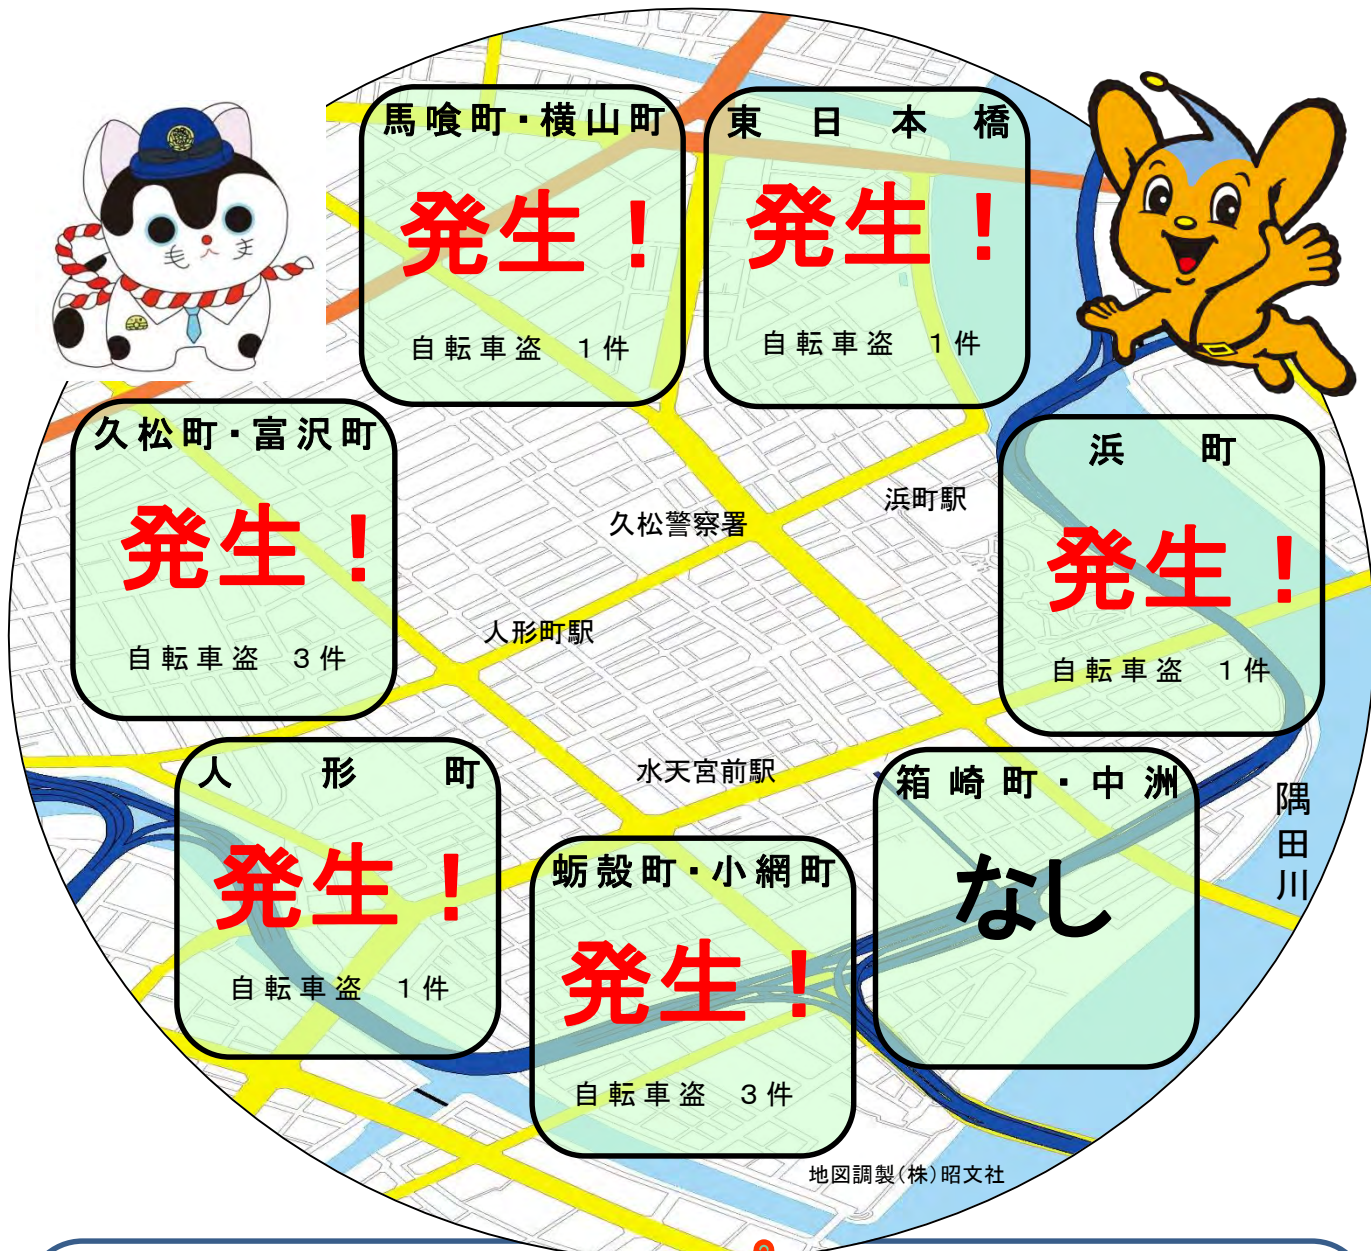 馬喰町・横山町
発生！
自転車盗 1件
東日本橋
発生！
自転車盗 1件
久松町・富沢町
発生！
自転車盗 3件
浜町
発生！
自転車盗 1件
浜町駅
久松警察署
人形町駅
水天宮前駅
人形町
発生！
自転車盗 1件
蛎殻町・小網町
発生！
自転車盗 3件
箱崎町・中洲
なし
隅田川
地図調製(株)昭文社